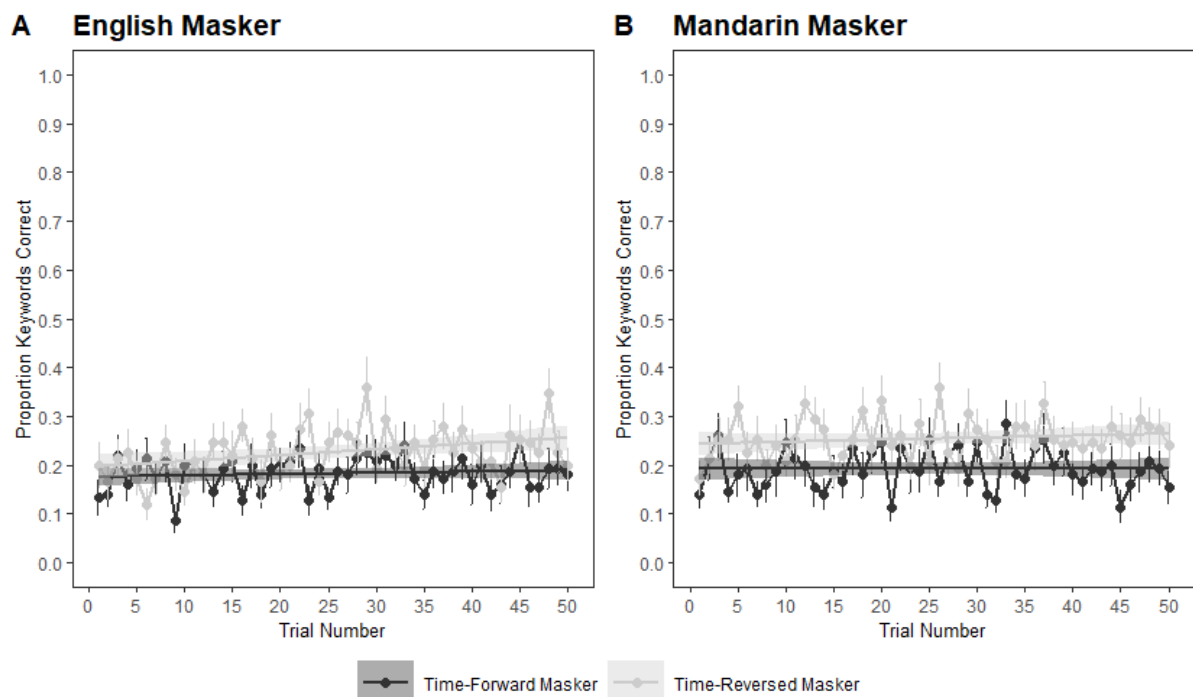 A English Masker
Proportion Keywords Correct
1.0
0.9
0.8
0.7
0.6
0.5
0.4
0.3
0.2
0.1
0.0
0 5 10 15 20 25 30 35 40 45 50
Trial Number
B Mandarin Masker
Proportion Keywords Correct
1.0
0.9
0.8
0.7
0.6
0.5
0.4
0.3
0.2
0.1
0.0
0 5 10 15 20 25 30 35 40 45 50
Trial Number
Time-Forward Masker Time-Reversed Masker